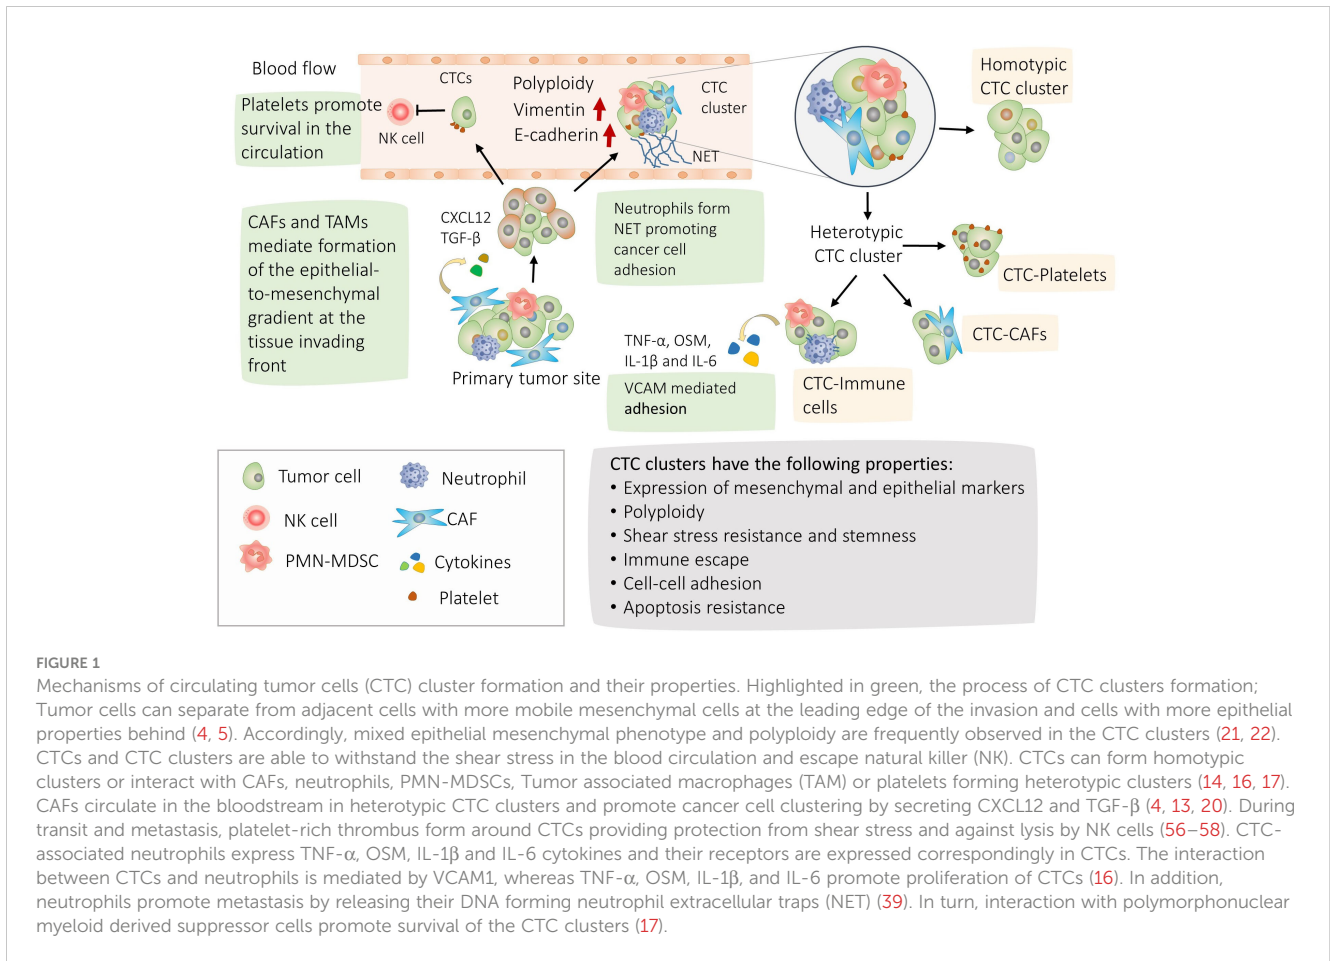 Blood flow
Platelets promote
survival in the
circulation
CTCs
NK cell
Polyploidy
Vimentin
E-cadherin
CTC
cluster
NET
Homotypic
CTC cluster
CAFs and TAMs
mediate formation
of the epithelial-
to-mesenchymal
gradient at the
tissue invading
front
CXCL12
TGF-β
Neutrophils form
NET promoting
cancer cell
adhesion
Heterotypic
CTC cluster
CTC-Platelets
CTC-CAFs
TNF-α, OSM,
IL-1β and IL-6
VCAM mediated
adhesion
CTC-Immune
cells
Primary tumor site
Tumor cell
Neutrophil
NK cell
CAF
PMN-MDSC
Cytokines
Platelet
CTC clusters have the following properties:
• Expression of mesenchymal and epithelial markers
• Polyploidy
• Shear stress resistance and stemness
• Immune escape
• Cell-cell adhesion
• Apoptosis resistance
FIGURE 1
Mechanisms of circulating tumor cells (CTC) cluster formation and their properties. Highlighted in green, the process of CTC clusters formation;
Tumor cells can separate from adjacent cells with more mobile mesenchymal cells at the leading edge of the invasion and cells with more epithelial
properties behind (4, 5). Accordingly, mixed epithelial mesenchymal phenotype and polyploidy are frequently observed in the CTC clusters (21, 22).
CTCs and CTC clusters are able to withstand the shear stress in the blood circulation and escape natural killer (NK). CTCs can form homotypic
clusters or interact with CAFs, neutrophils, PMN-MDSCs, Tumor associated macrophages (TAM) or platelets forming heterotypic clusters (14, 16, 17).
CAFs circulate in the bloodstream in heterotypic CTC clusters and promote cancer cell clustering by secreting CXCL12 and TGF-β (4, 13, 20). During
transit and metastasis, platelet-rich thrombus form around CTCs providing protection from shear stress and against lysis by NK cells (56–58). CTC-
associated neutrophils express TNF-α, OSM, IL-1β and IL-6 cytokines and their receptors are expressed correspondingly in CTCs. The interaction
between CTCs and neutrophils is mediated by VCAM1, whereas TNF-α, OSM, IL-1β, and IL-6 promote proliferation of CTCs (16). In addition,
neutrophils promote metastasis by releasing their DNA forming neutrophil extracellular traps (NET) (39). In turn, interaction with polymorphonuclear
myeloid derived suppressor cells promote survival of the CTC clusters (17).